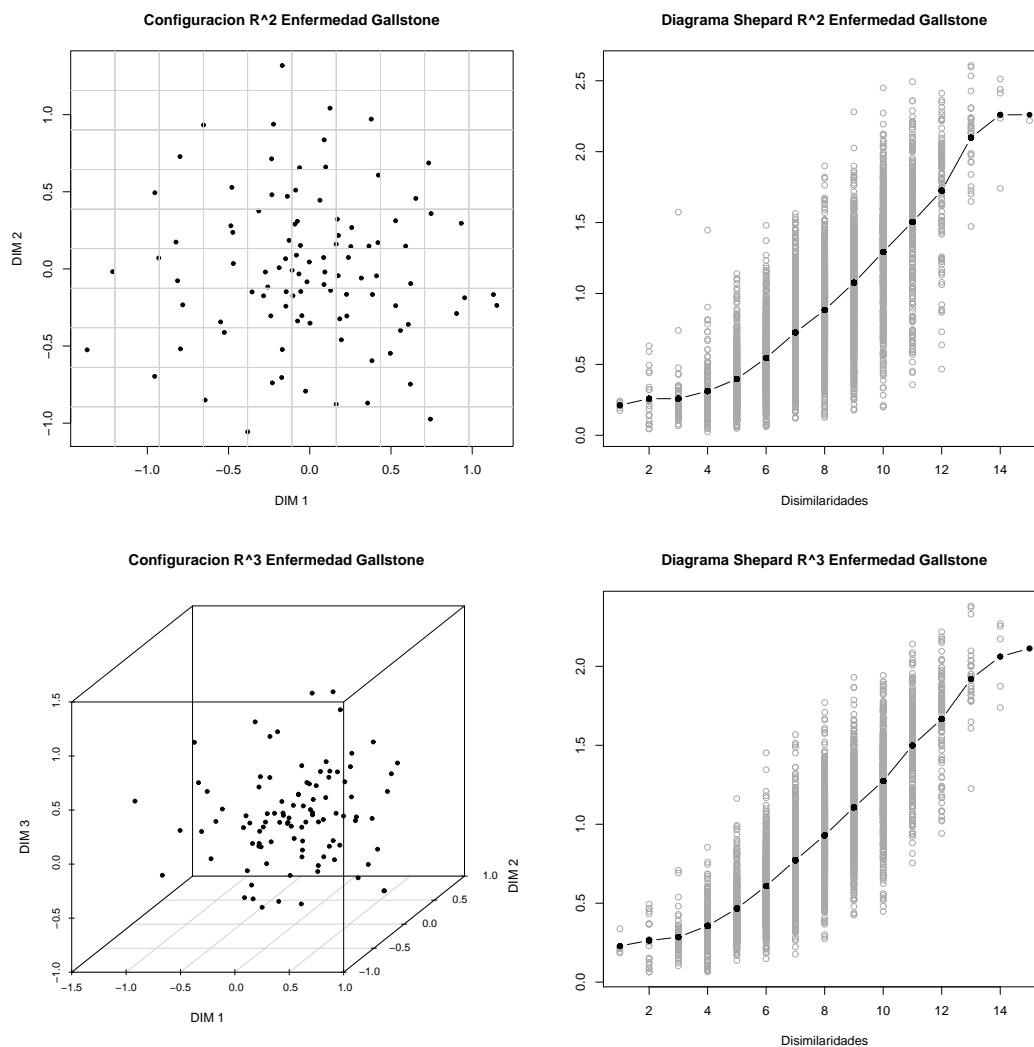 Configuracion R^2 Enfermedad Gallstone
DIM 2
1.0
0.5
0.0
−0.5
−1.0
−1.0 −0.5 0.0 0.5 1.0
DIM 1
Diagrama Shepard R^2 Enfermedad Gallstone
2.5
2.0
1.5
1.0
0.5
0.0
2 4 6 8 10 12 14
Disimilaridades
Configuracion R^3 Enfermedad Gallstone
DIM 3
1.5
1.0
0.5
0.0
−0.5
−1.0
−1.5 −1.0 −0.5 0.0 0.5 1.0
DIM 1
DIM 2
1.0
0.5
0.0
−0.5
−1.0
Diagrama Shepard R^3 Enfermedad Gallstone
2.0
1.5
1.0
0.5
0.0
2 4 6 8 10 12 14
Disimilaridades